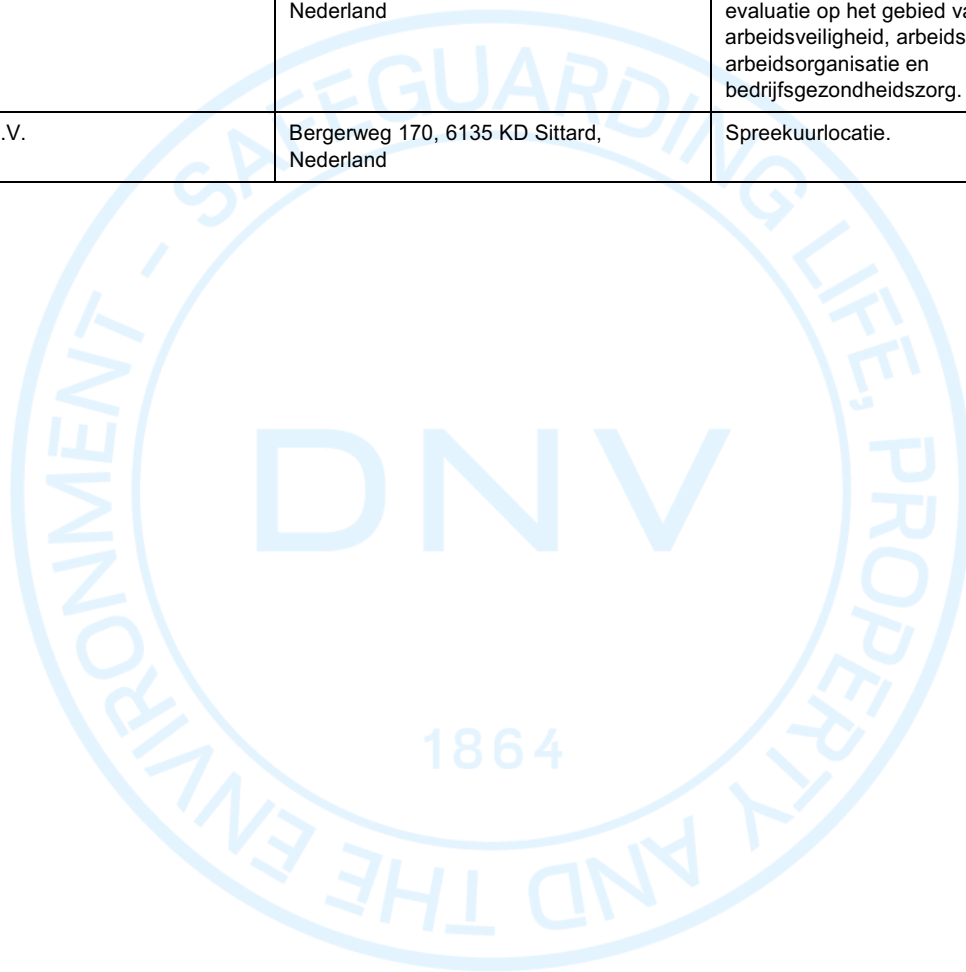 Nederland
evaluatie op het gebied va
arbeidsveiligheid, arbeids
arbeidsorganisatie en
bedrijfsgezondheidszorg.
.V.
Bergerweg 170, 6135 KD Sittard,
Nederland
Spreekuurlocatie.
SAFEGUARDING LIFE, PROPERTY AND THE ENVIRONMENT -
DNV
1864